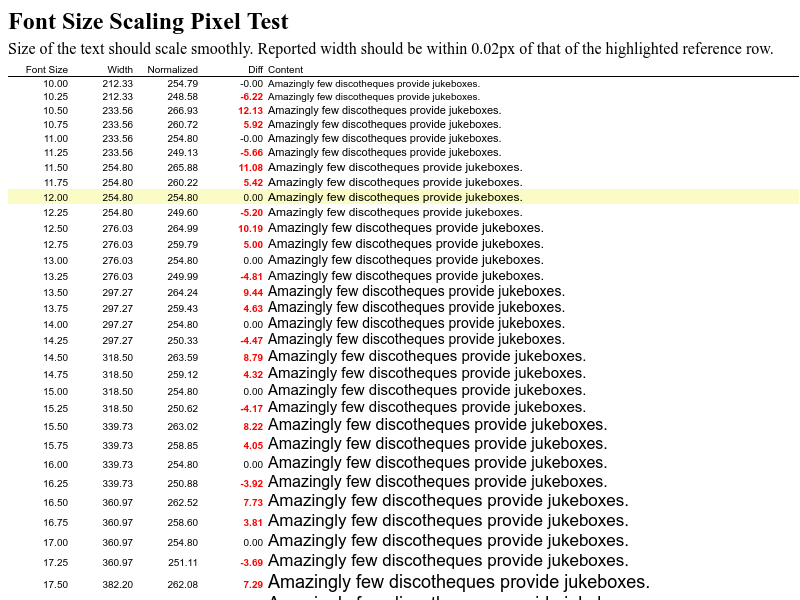 Font Size Scaling Pixel Test
Size of the text should scale smoothly. Reported width should be within 0.02px of that of the highlighted reference row.
Font Size Width Normalized Diff Content
10.00 212.33 254.79 -0.00 Amazingly few discotheques provide jukeboxes.
10.25 212.33 248.58 -6.22 Amazingly few discotheques provide jukeboxes.
10.50 233.56 266.93 12.13 Amazingly few discotheques provide jukeboxes.
10.75 233.56 260.72 5.92 Amazingly few discotheques provide jukeboxes.
11.00 233.56 254.80 -0.00 Amazingly few discotheques provide jukeboxes.
11.25 233.56 249.13 -5.66 Amazingly few discotheques provide jukeboxes.
11.50 254.80 265.88 11.08 Amazingly few discotheques provide jukeboxes.
11.75 254.80 260.22 5.42 Amazingly few discotheques provide jukeboxes.
12.00 254.80 254.80 0.00 Amazingly few discotheques provide jukeboxes.
12.25 254.80 249.60 -5.20 Amazingly few discotheques provide jukeboxes.
12.50 276.03 264.99 10.19 Amazingly few discotheques provide jukeboxes.
12.75 276.03 259.79 5.00 Amazingly few discotheques provide jukeboxes.
13.00 276.03 254.80 0.00 Amazingly few discotheques provide jukeboxes.
13.25 276.03 249.99 -4.81 Amazingly few discotheques provide jukeboxes.
13.50 297.27 264.24 9.44 Amazingly few discotheques provide jukeboxes.
13.75 297.27 259.43 4.63 Amazingly few discotheques provide jukeboxes.
14.00 297.27 254.80 0.00 Amazingly few discotheques provide jukeboxes.
14.25 297.27 250.33 -4.47 Amazingly few discotheques provide jukeboxes.
14.50 318.50 263.59 8.79 Amazingly few discotheques provide jukeboxes.
14.75 318.50 259.12 4.32 Amazingly few discotheques provide jukeboxes.
15.00 318.50 254.80 0.00 Amazingly few discotheques provide jukeboxes.
15.25 318.50 250.62 -4.17 Amazingly few discotheques provide jukeboxes.
15.50 339.73 263.02 8.22 Amazingly few discotheques provide jukeboxes.
15.75 339.73 258.85 4.05 Amazingly few discotheques provide jukeboxes.
16.00 339.73 254.80 0.00 Amazingly few discotheques provide jukeboxes.
16.25 339.73 250.88 -3.92 Amazingly few discotheques provide jukeboxes.
16.50 360.97 262.52 7.73 Amazingly few discotheques provide jukeboxes.
16.75 360.97 258.60 3.81 Amazingly few discotheques provide jukeboxes.
17.00 360.97 254.80 0.00 Amazingly few discotheques provide jukeboxes.
17.25 360.97 251.11 -3.69 Amazingly few discotheques provide jukeboxes.
17.50 382.20 262.08 7.29 Amazingly few discotheques provide jukeboxes.